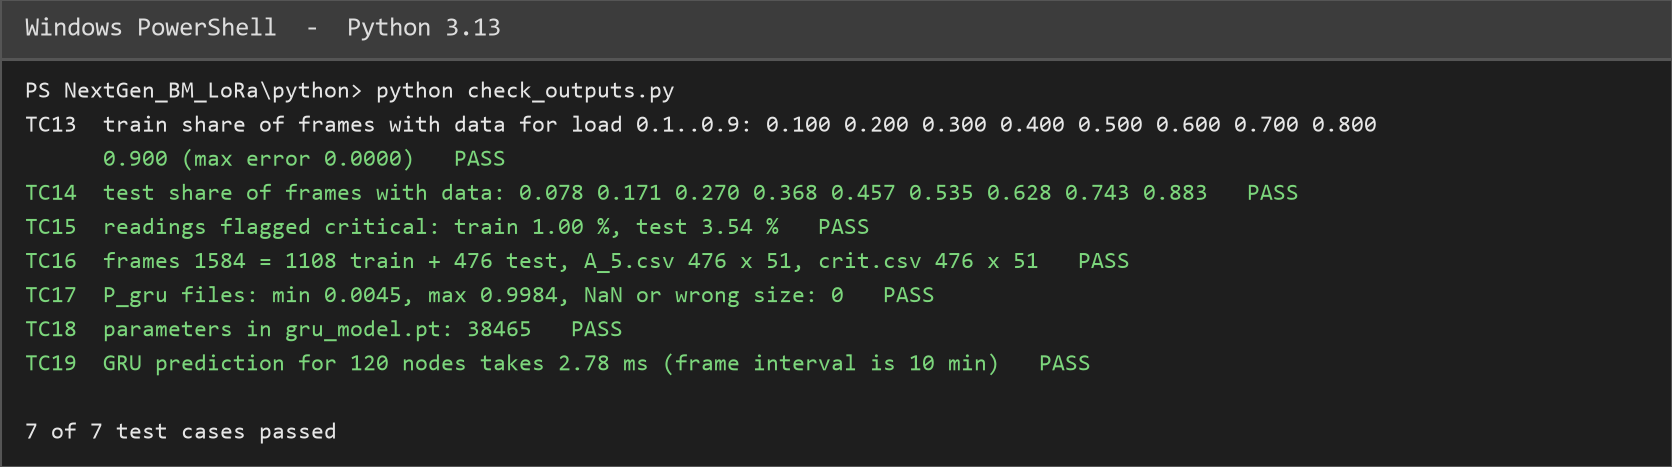 Windows PowerShell  -  Python 3.13
PS NextGen_BM_LoRa\python> python check_outputs.py
TC13  train share of frames with data for load 0.1..0.9: 0.100 0.200 0.300 0.400 0.500 0.600 0.700 0.800
      0.900 (max error 0.0000)   PASS
TC14  test share of frames with data: 0.078 0.171 0.270 0.368 0.457 0.535 0.628 0.743 0.883   PASS
TC15  readings flagged critical: train 1.00 %, test 3.54 %   PASS
TC16  frames 1584 = 1108 train + 476 test, A_5.csv 476 x 51, crit.csv 476 x 51   PASS
TC17  P_gru files: min 0.0045, max 0.9984, NaN or wrong size: 0   PASS
TC18  parameters in gru_model.pt: 38465   PASS
TC19  GRU prediction for 120 nodes takes 2.78 ms (frame interval is 10 min)   PASS
7 of 7 test cases passed